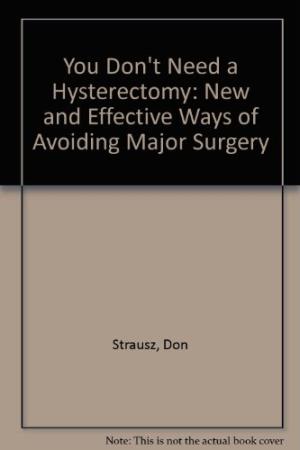 You Don't Need a
Hysterectomy: New
and Effective Ways of
Avoiding Major Surgery
Strausz, Don
Note: This is not the actual book cover